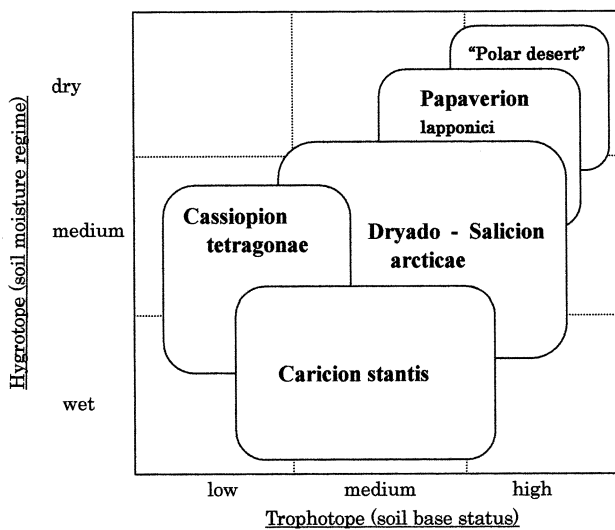 Hygrotope (soil moisture regime)
dry
medium
wet
“Polar desert”
Papaverion
lapponici
Cassiopion
tetragonae
Dryado - Salicion
arcticae
Caricion stantis
low
medium
high
Trophotope (soil base status)